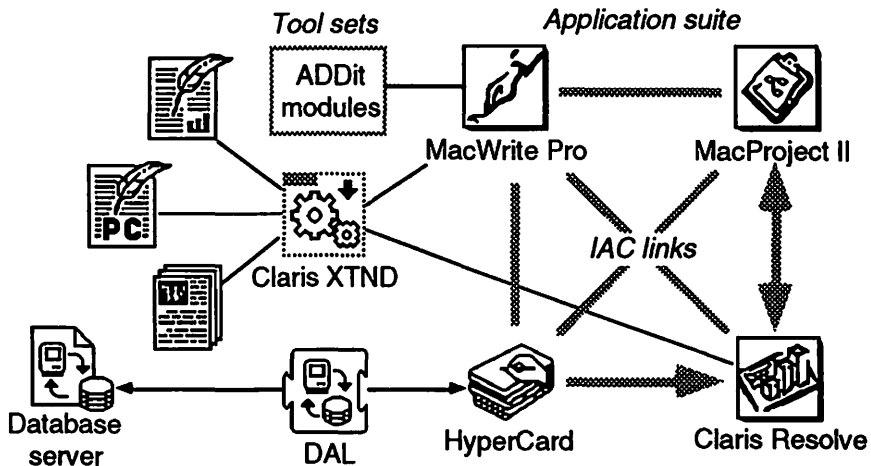 Tool sets
Application suite
ADDit
modules
MacWrite Pro
MacProject II
PC
IAC links
Claris XTND
Database
server
DAL
HyperCard
Claris Resolve